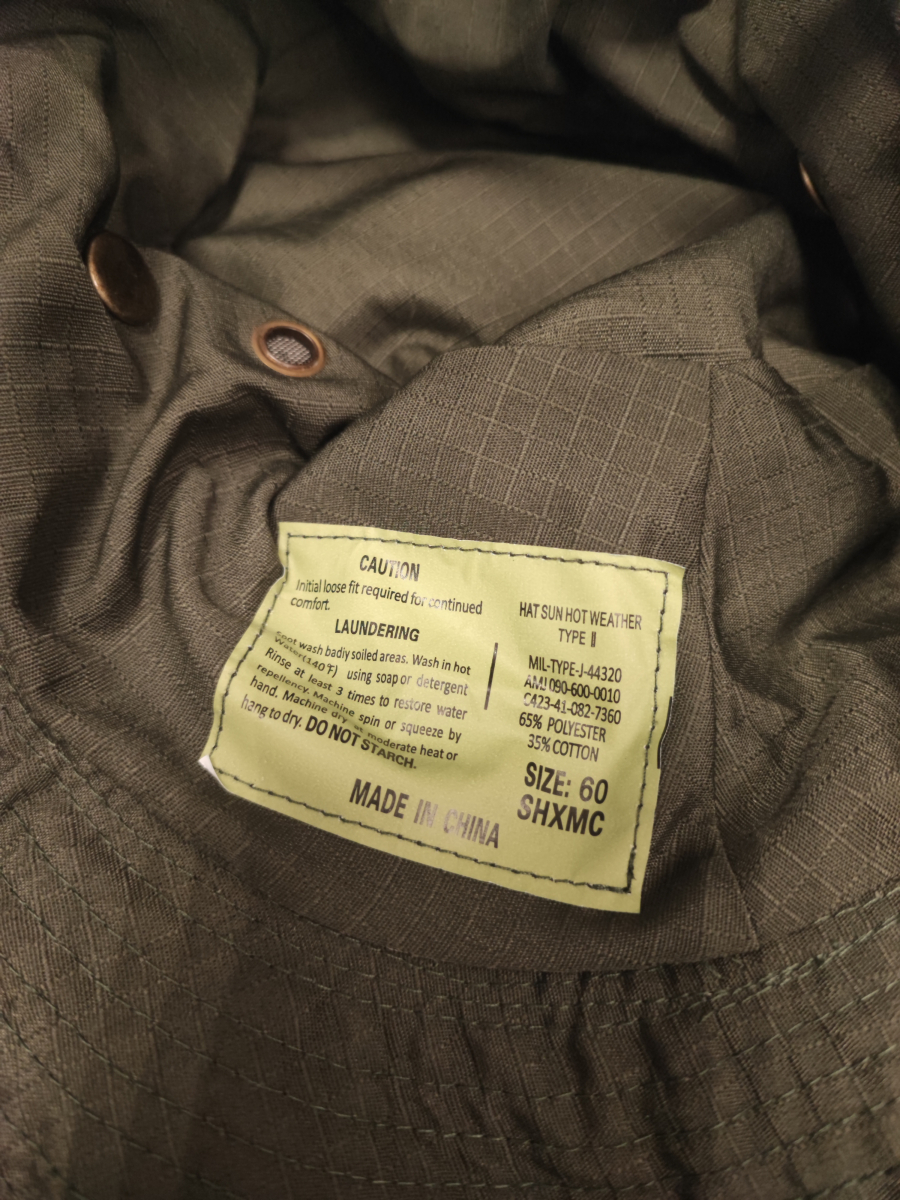 CAUTION
Initial loose fit required for continued
comfort.
LAUNDERING
Spot wash badiy soiled areas. Wash in hot
Water(140°F) using soap or detergent
Rinse at least 3 times to restore water
repellency. Machine spin or squeeze by
hand. Machine dry at moderate heat or
hang to dry. DO NOT STARCH.
MADE IN CHINA
HAT SUN HOT WEATHER
TYPE II
MIL-TYPE-J-44320
AMJ 090-600-0010
C423-41-082-7360
65% POLYESTER
35% COTTON
SIZE: 60
SHXMC